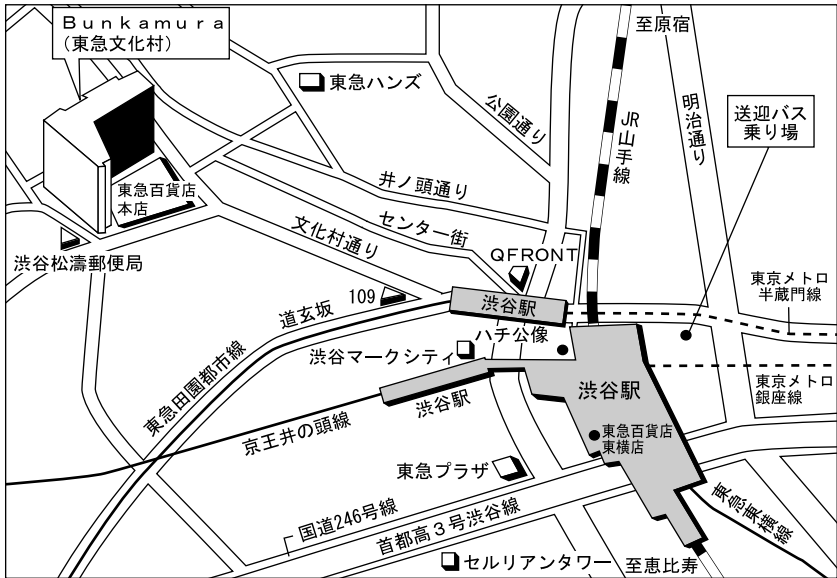 Bunkamura
(東急文化村)
至原宿
東急ハンズ
公園通り
JR山手線
明治通り
送迎バス
乗り場
井ノ頭通り
東急百貨店
本店
センター街
文化村通り
QFRONT
渋谷松濤郵便局
東京メトロ
半蔵門線
109
道玄坂
渋谷駅
ハチ公像
渋谷マークシティ
東急田園都市線
渋谷駅
渋谷駅
東京メトロ
銀座線
京王井の頭線
東急百貨店
東横店
東急プラザ
国道246号線
首都高3号渋谷線
東急東横線
セルリアンタワー
至恵比寿